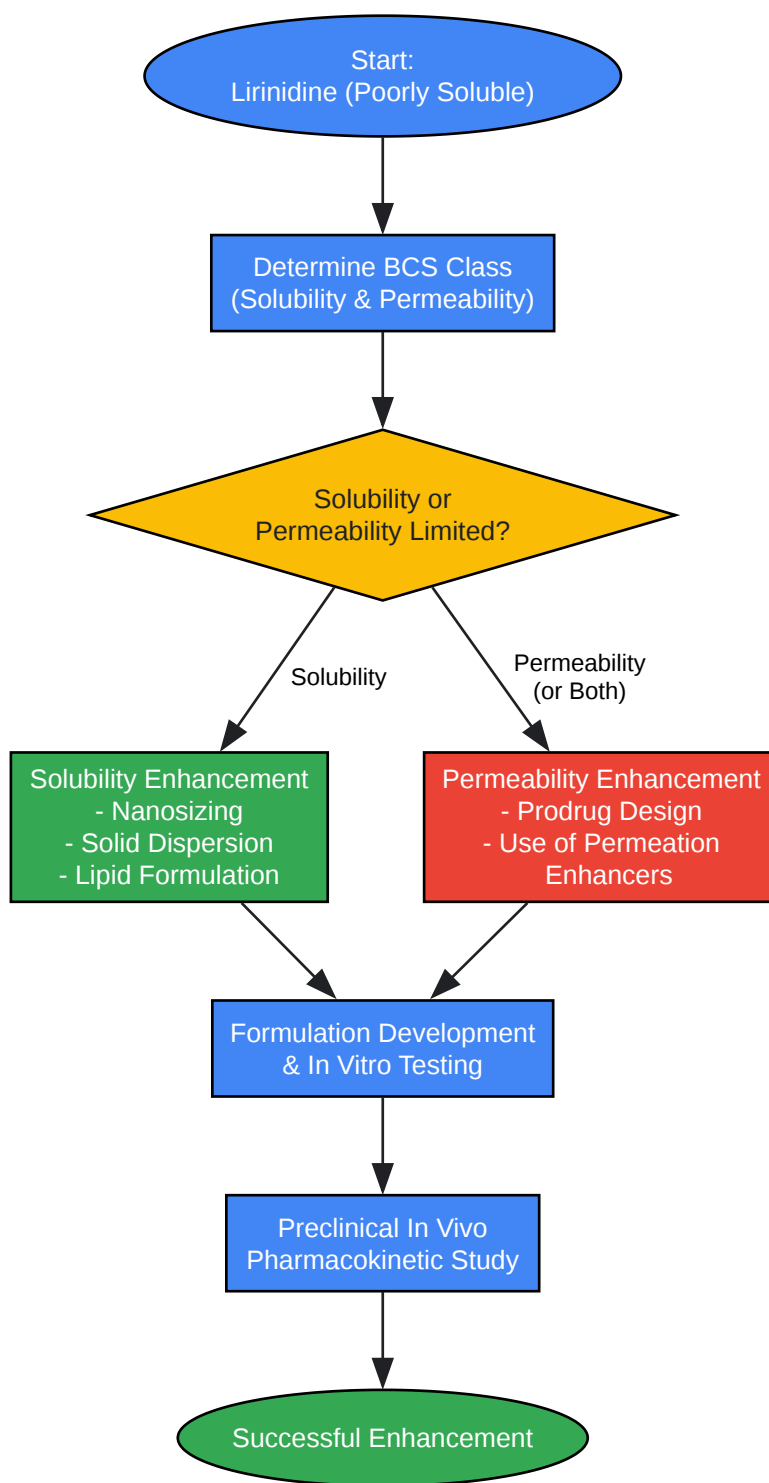 Start:
Lirinidine (Poorly Soluble)
Determine BCS Class
(Solubility & Permeability)
Solubility or
Permeability Limited?
Solubility
Permeability
(or Both)
Solubility Enhancement
- Nanosizing
- Solid Dispersion
- Lipid Formulation
Permeability Enhancement
- Prodrug Design
- Use of Permeation
Enhancers
Formulation Development
& In Vitro Testing
Preclinical In Vivo
Pharmacokinetic Study
Successful Enhancement